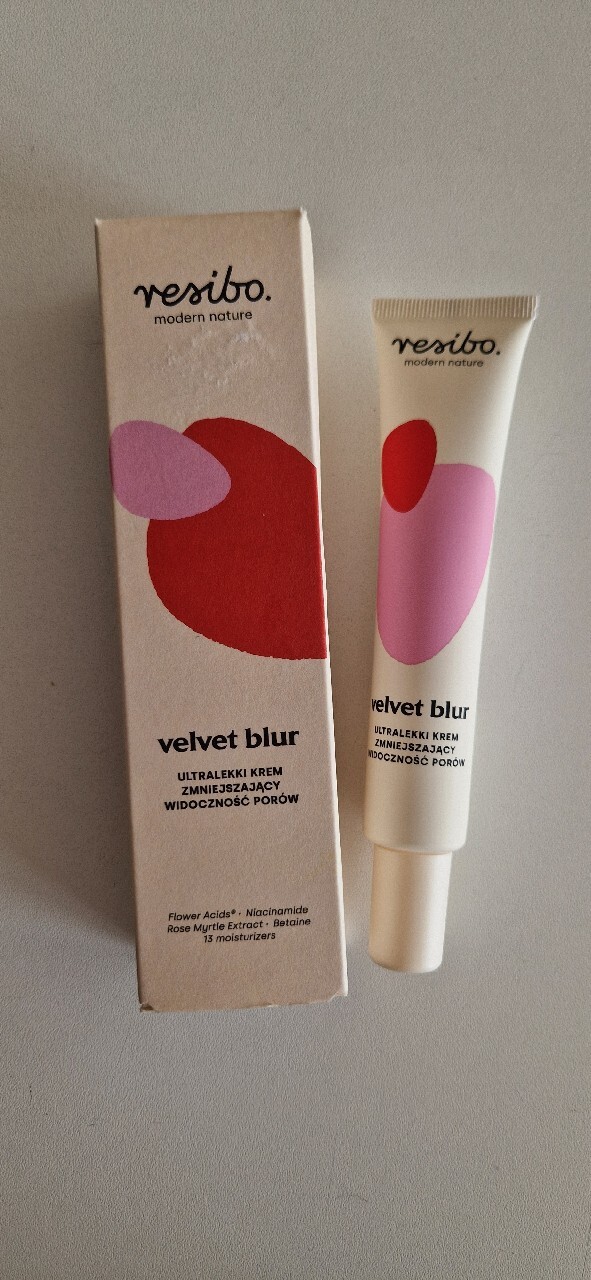 resibo.
modern nature
velvet blur
ULTRALEKKI KREM
ZMNIEJSZAJĄCY
WIDOCZNOŚĆ PORÓW
Flower Acids® · Niacinamide
Rose Myrtle Extract · Betaine
13 moisturizers
resibo.
modern nature
velvet blur
ULTRALEKKI KREM
ZMNIEJSZAJĄCY
WIDOCZNOŚĆ PORÓW